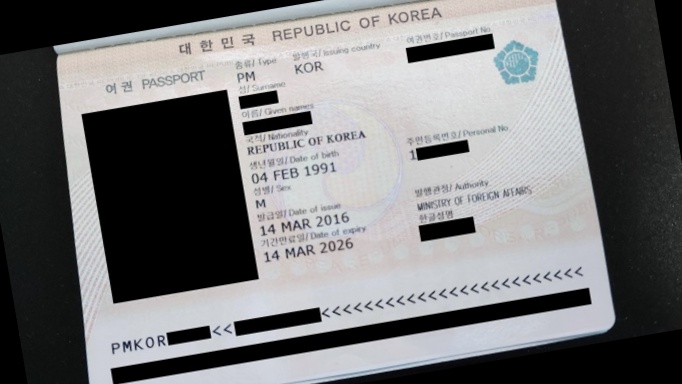 대한민국 REPUBLIC OF KOREA
여권 PASSPORT
종류/ Type 발행국/ Issuing country 여권번호/ Passport No.
PM KOR
성/ Surname
이름/ Given names
국적/ Nationality
REPUBLIC OF KOREA
생년월일/ Date of birth 주민등록번호/ Personal No.
04 FEB 1991 1
성별/ Sex
M
발급일/ Date of issue 발행관청/ Authority
14 MAR 2016 MINISTRY OF FOREIGN AFFAIRS
기간만료일/ Date of expiry 한글성명
14 MAR 2026
PMKOR<<<<<<<<<<<<<<<<<<<<<<<<<<